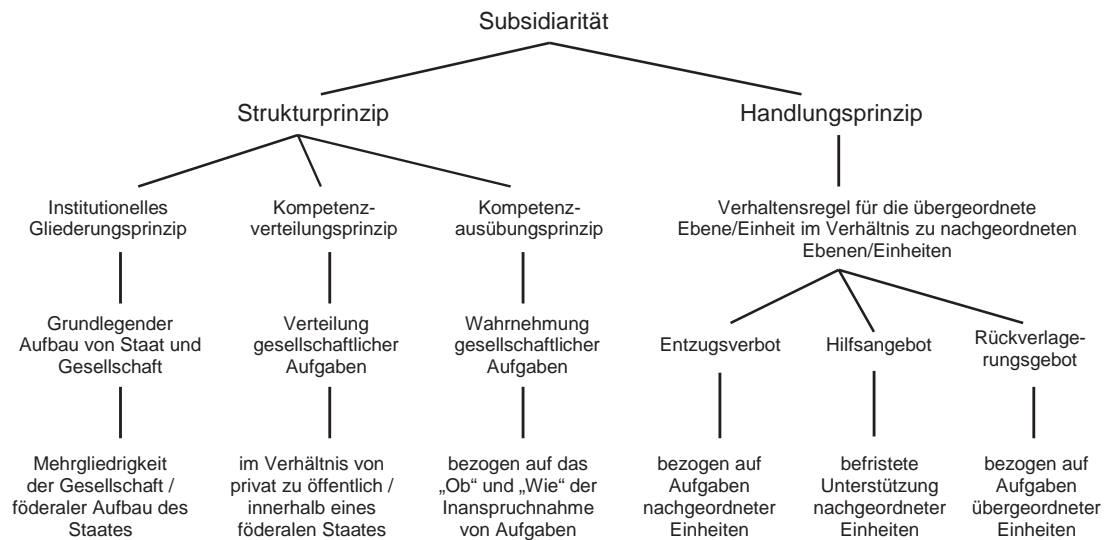 Subsidiarität
Strukturprinzip
Handlungsprinzip
Institutionelles
Gliederungsprinzip
Kompetenz-
verteilungsprinzip
Kompetenz-
ausübungsprinzip
Verhaltensregel für die übergeordnete
Ebene/Einheit im Verhältnis zu nachgeordneten
Ebenen/Einheiten
Grundlegender
Aufbau von Staat und
Gesellschaft
Verteilung
gesellschaftlicher
Aufgaben
Wahrnehmung
gesellschaftlicher
Aufgaben
Entzugsverbot
Hilfsangebot
Rückverlage-
rungsgebot
Mehrgliedrigkeit
der Gesellschaft /
föderaler Aufbau des
Staates
im Verhältnis von
privat zu öffentlich /
innerhalb eines
föderalen Staates
bezogen auf das
„Ob“ und „Wie“ der
Inanspruchnahme
von Aufgaben
bezogen auf
Aufgaben
nachgeordneter
Einheiten
befristete
Unterstützung
nachgeordneter
Einheiten
bezogen auf
Aufgaben
übergeordneter
Einheiten